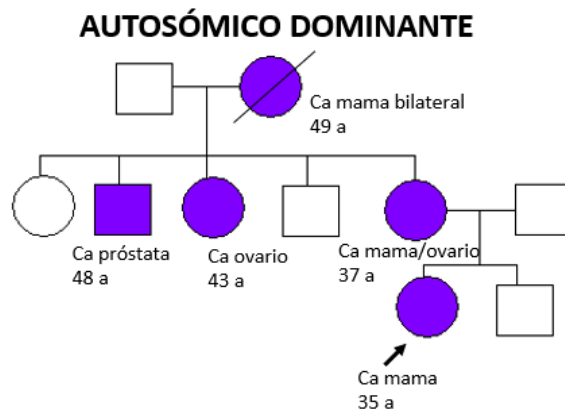 AUTOSÓMICO DOMINANTE
Ca mama bilateral
49 a
Ca próstata
48 a
Ca ovario
43 a
Ca mama/ovario
37 a
Ca mama
35 a